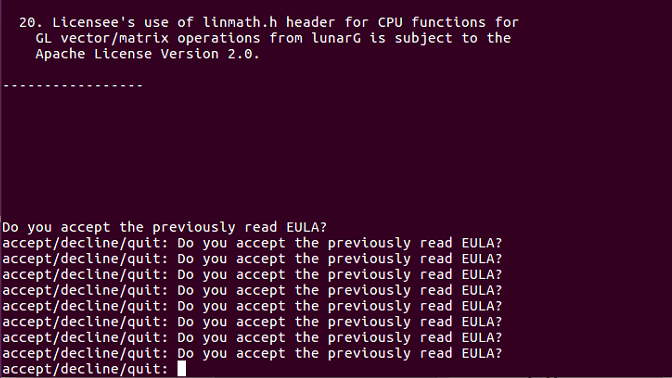 20. Licensee's use of linmath.h header for CPU functions for
GL vector/matrix operations from lunarG is subject to the
Apache License Version 2.0.
-----------------
Do you accept the previously read EULA?
accept/decline/quit: Do you accept the previously read EULA?
accept/decline/quit: Do you accept the previously read EULA?
accept/decline/quit: Do you accept the previously read EULA?
accept/decline/quit: Do you accept the previously read EULA?
accept/decline/quit: Do you accept the previously read EULA?
accept/decline/quit: Do you accept the previously read EULA?
accept/decline/quit: Do you accept the previously read EULA?
accept/decline/quit: Do you accept the previously read EULA?
accept/decline/quit: